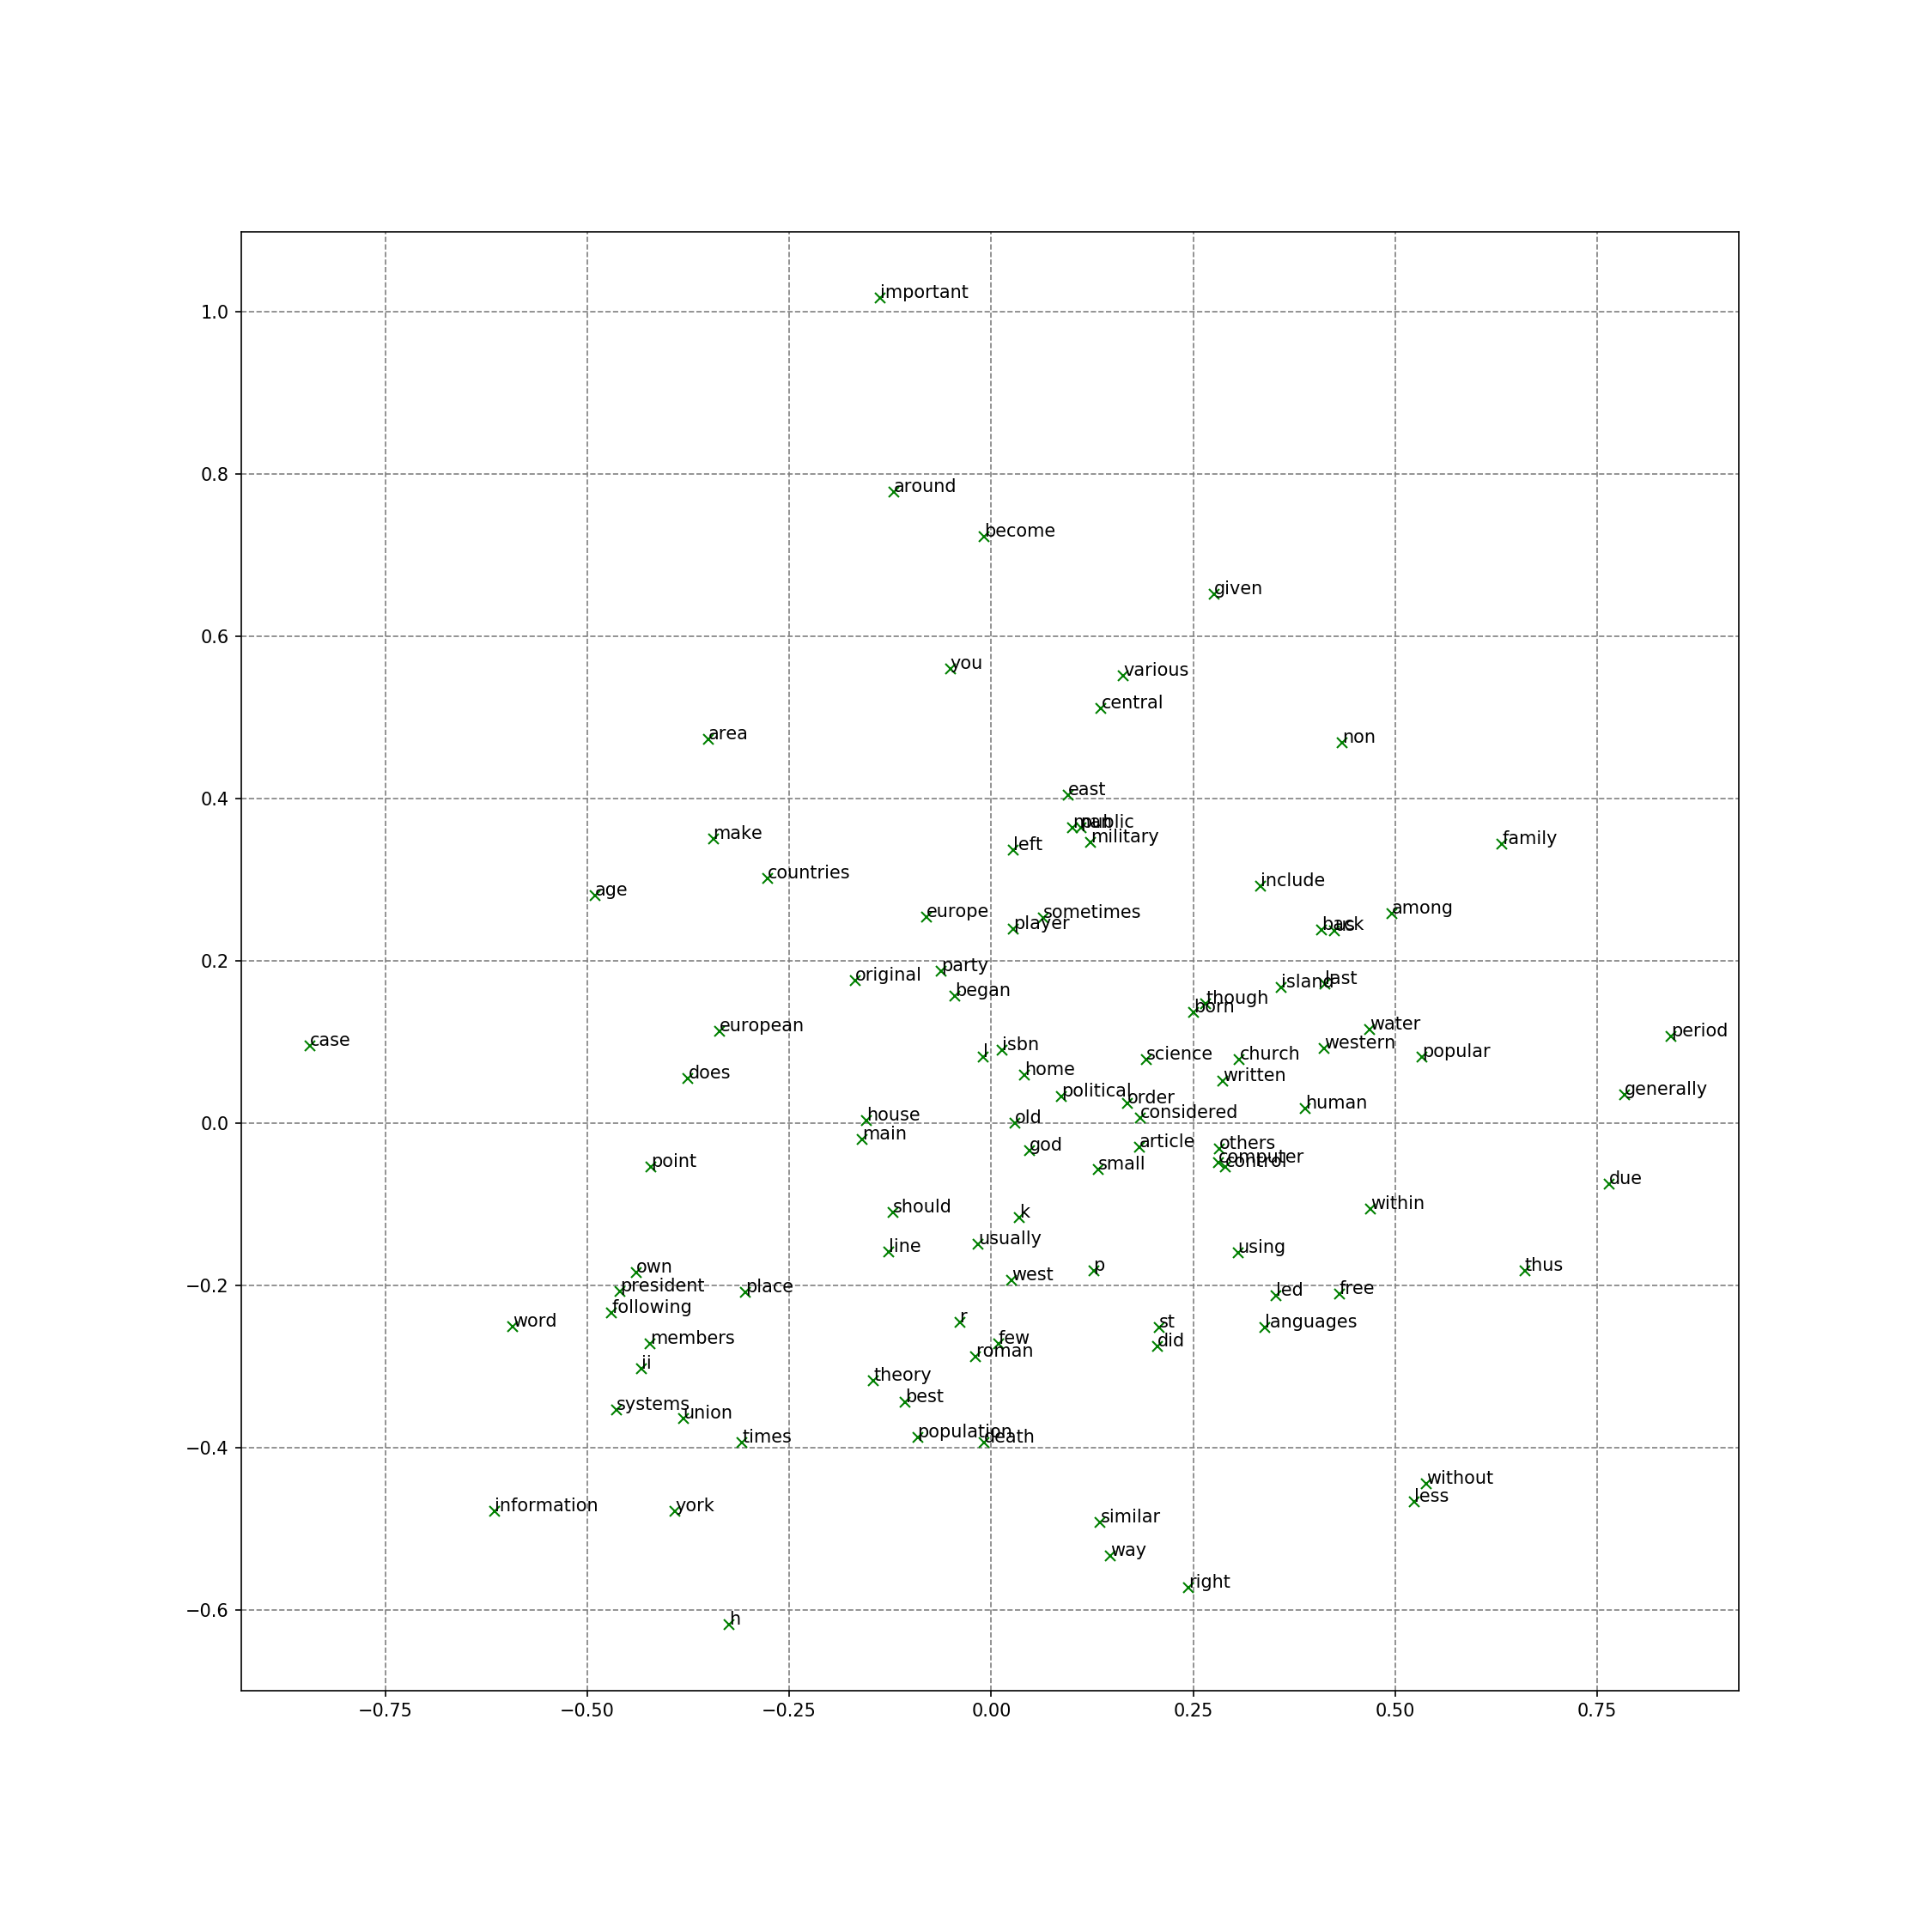 important
1.0
around
0.8
become
given
0.6
you
various
central
area
non
east
0.4
man
public
military
make
family
left
countries
include
age
among
europe
sometimes
player
back
0.2
party
original
last
island
began
though
born
european
water
period
case
isbn
western
l
popular
science
church
home
does
written
generally
political
order
human
considered
house
old
0.0
main
others
article
god
computer
control
point
small
due
within
should
k
usually
line
using
own
p
thus
west
president
place
free
led
−0.2
following
word
r
st
languages
members
few
did
roman
ii
theory
best
systems
union
times
population
death
−0.4
without
less
information
york
similar
way
right
−0.6
h
−0.75 −0.50 −0.25 0.00 0.25 0.50 0.75